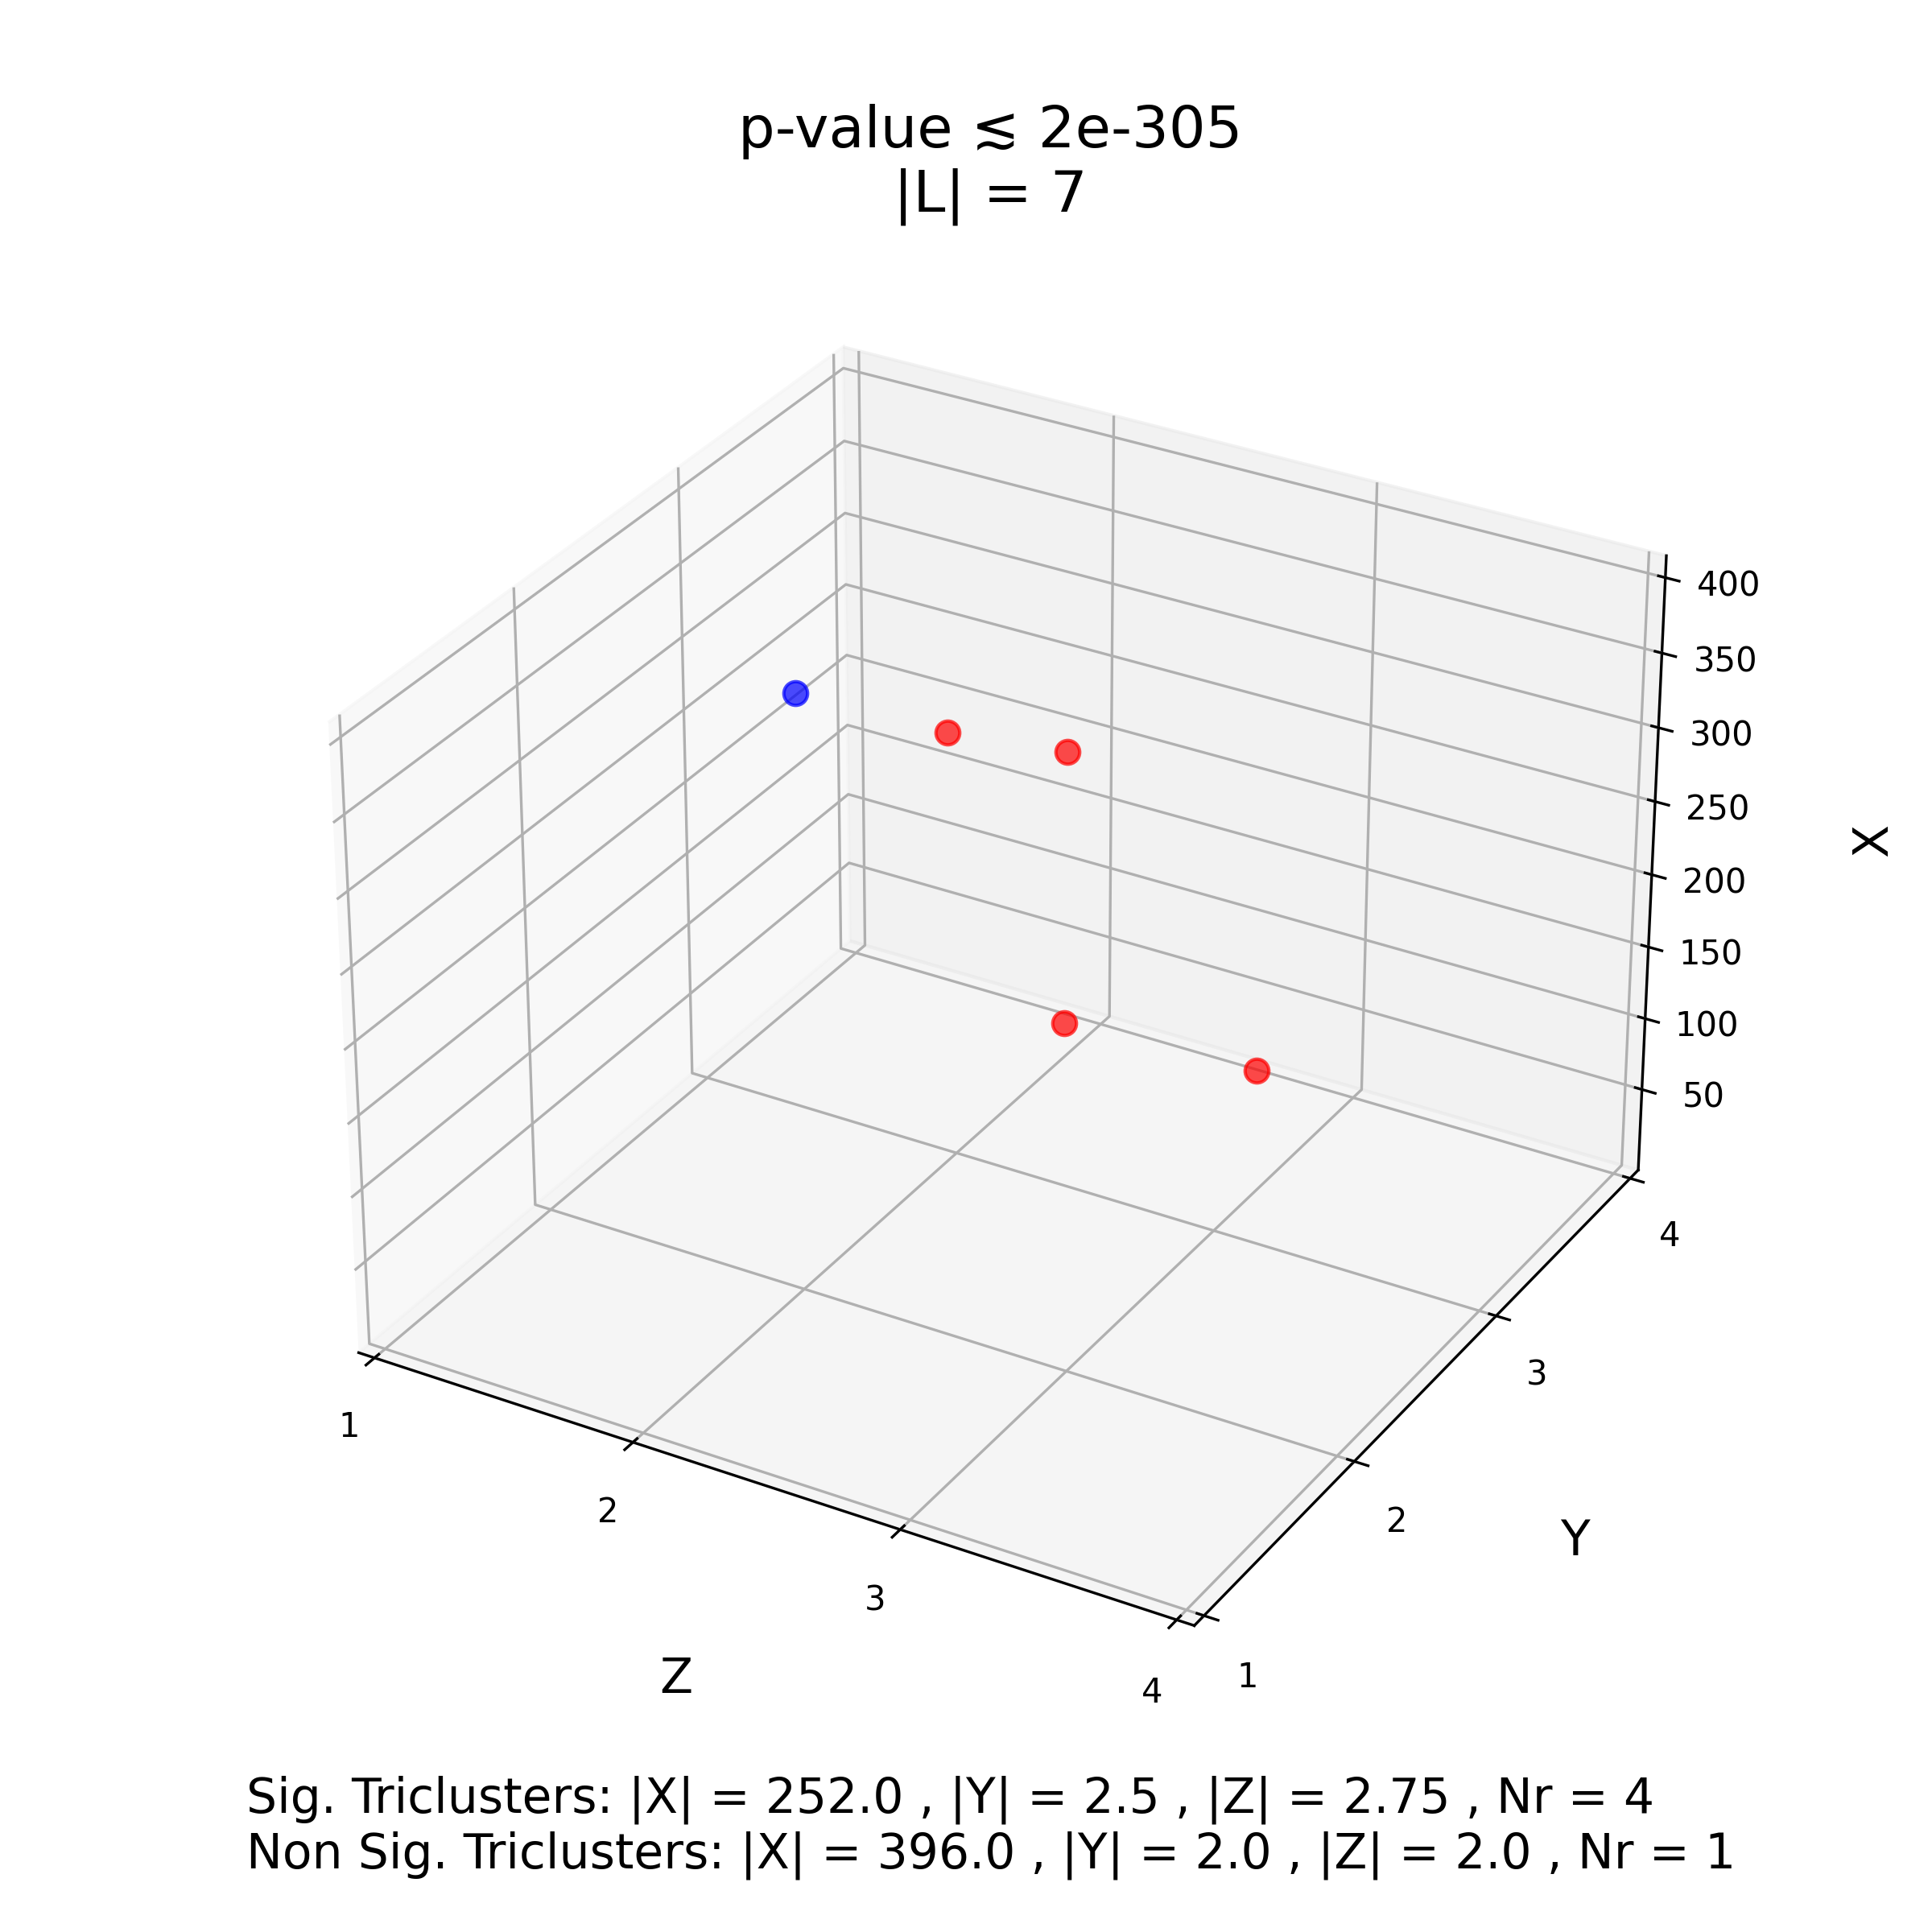 p-value ≲ 2e-305
|L| = 7
400
350
300
250
200
150
100
50
X
4
3
2
1
Y
1
2
3
4
Z
Sig. Triclusters: |X| = 252.0 , |Y| = 2.5 , |Z| = 2.75 , Nr = 4
Non Sig. Triclusters: |X| = 396.0 , |Y| = 2.0 , |Z| = 2.0 , Nr = 1